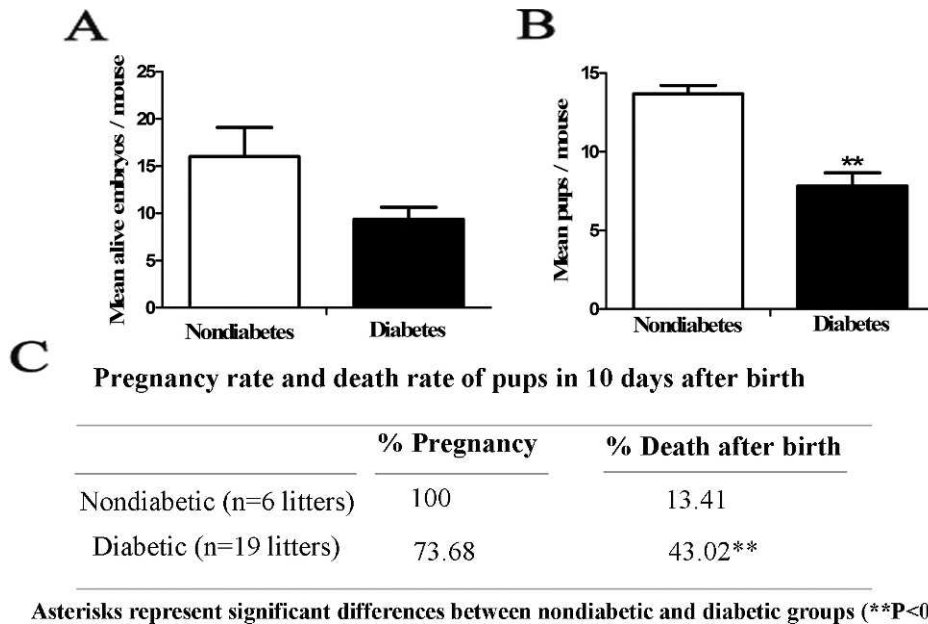 A
B
Mean alive embryos / mouse
25
20
15
10
5
0
Nondiabetes
Diabetes
Mean pups / mouse
15
10
5
0
**
Nondiabetes
Diabetes
C
Pregnancy rate and death rate of pups in 10 days after birth
% Pregnancy % Death after birth
Nondiabetic (n=6 litters) 100 13.41
Diabetic (n=19 litters) 73.68 43.02**
Asterisks represent significant differences between nondiabetic and diabetic groups (**P<0